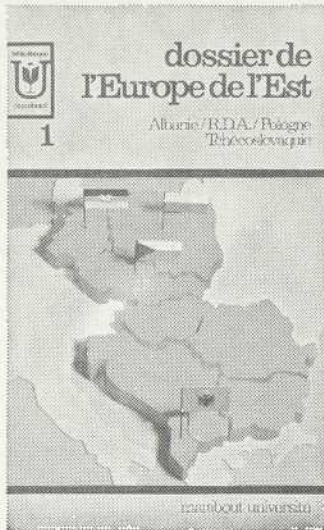 1
dossier de
l'Europe de l'Est
Albanie / R.D.A. / Pologne
Tchécoslovaquie
marabout université